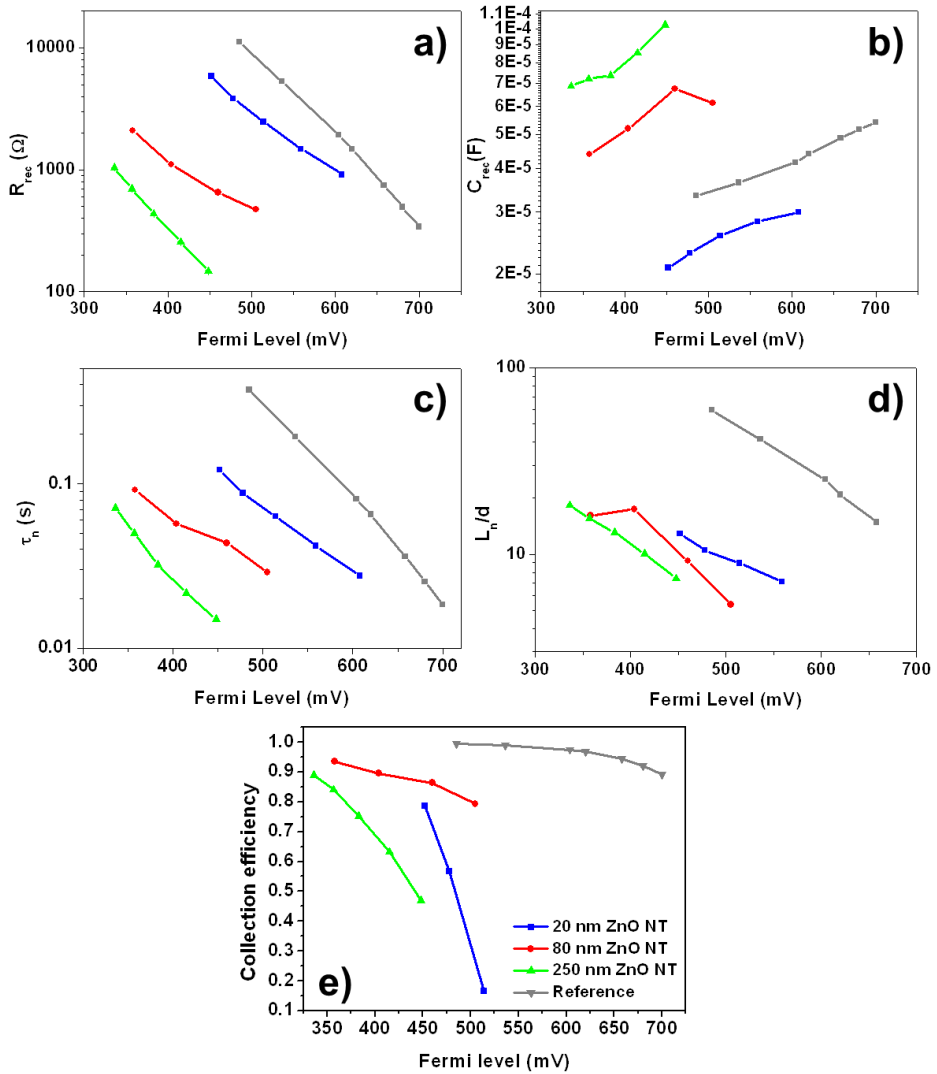 a)
10000
1000
100
R_rec (Ω)
300 400 500 600 700
Fermi Level (mV)
b)
1.1E-4
1E-4
9E-5
8E-5
7E-5
6E-5
5E-5
4E-5
3E-5
2E-5
C_rec(F)
300 400 500 600 700
Fermi Level (mV)
c)
0.1
0.01
τ_n (s)
300 400 500 600 700
Fermi Level (mV)
d)
100
10
L_n/d
300 400 500 600 700
Fermi Level (mV)
1.0
0.9
0.8
0.7
0.6
0.5
0.4
0.3
0.2
0.1
Collection efficiency
20 nm ZnO NT
80 nm ZnO NT
250 nm ZnO NT
Reference
e)
350 400 450 500 550 600 650 700
Fermi level (mV)